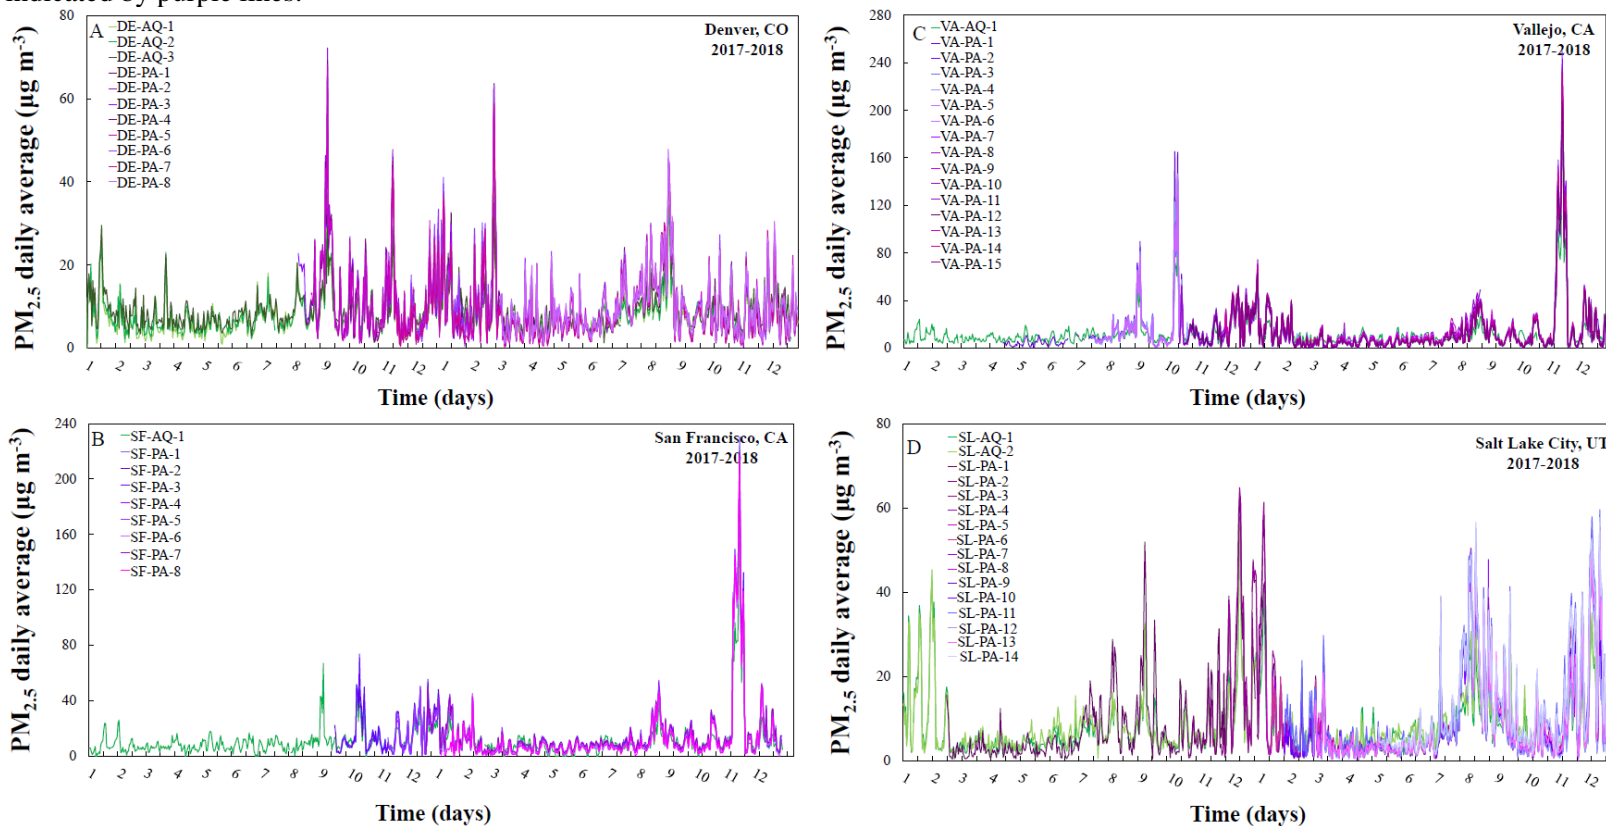 indicated by purple lines.
A
DE-AQ-1
DE-AQ-2
DE-AQ-3
DE-PA-1
DE-PA-2
DE-PA-3
DE-PA-4
DE-PA-5
DE-PA-6
DE-PA-7
DE-PA-8
Denver, CO
2017-2018
PM2.5 daily average (µg m-3)
80
60
40
20
0
1 2 3 4 5 6 7 8 9 10 11 12 1 2 3 4 5 6 7 8 9 10 11 12
Time (days)
C
VA-AQ-1
VA-PA-1
VA-PA-2
VA-PA-3
VA-PA-4
VA-PA-5
VA-PA-6
VA-PA-7
VA-PA-8
VA-PA-9
VA-PA-10
VA-PA-11
VA-PA-12
VA-PA-13
VA-PA-14
VA-PA-15
Vallejo, CA
2017-2018
PM2.5 daily average (µg m-3)
280
240
200
160
120
80
40
0
1 2 3 4 5 6 7 8 9 10 11 12 1 2 3 4 5 6 7 8 9 10 11 12
Time (days)
B
SF-AQ-1
SF-PA-1
SF-PA-2
SF-PA-3
SF-PA-4
SF-PA-5
SF-PA-6
SF-PA-7
SF-PA-8
San Francisco, CA
2017-2018
PM2.5 daily average (µg m-3)
240
200
160
120
80
40
0
1 2 3 4 5 6 7 8 9 10 11 12 1 2 3 4 5 6 7 8 9 10 11 12
Time (days)
D
SL-AQ-1
SL-AQ-2
SL-PA-1
SL-PA-2
SL-PA-3
SL-PA-4
SL-PA-5
SL-PA-6
SL-PA-7
SL-PA-8
SL-PA-9
SL-PA-10
SL-PA-11
SL-PA-12
SL-PA-13
SL-PA-14
Salt Lake City, UT
2017-2018
PM2.5 daily average (µg m-3)
80
60
40
20
0
1 2 3 4 5 6 7 8 9 10 11 12 1 2 3 4 5 6 7 8 9 10 11 12
Time (days)